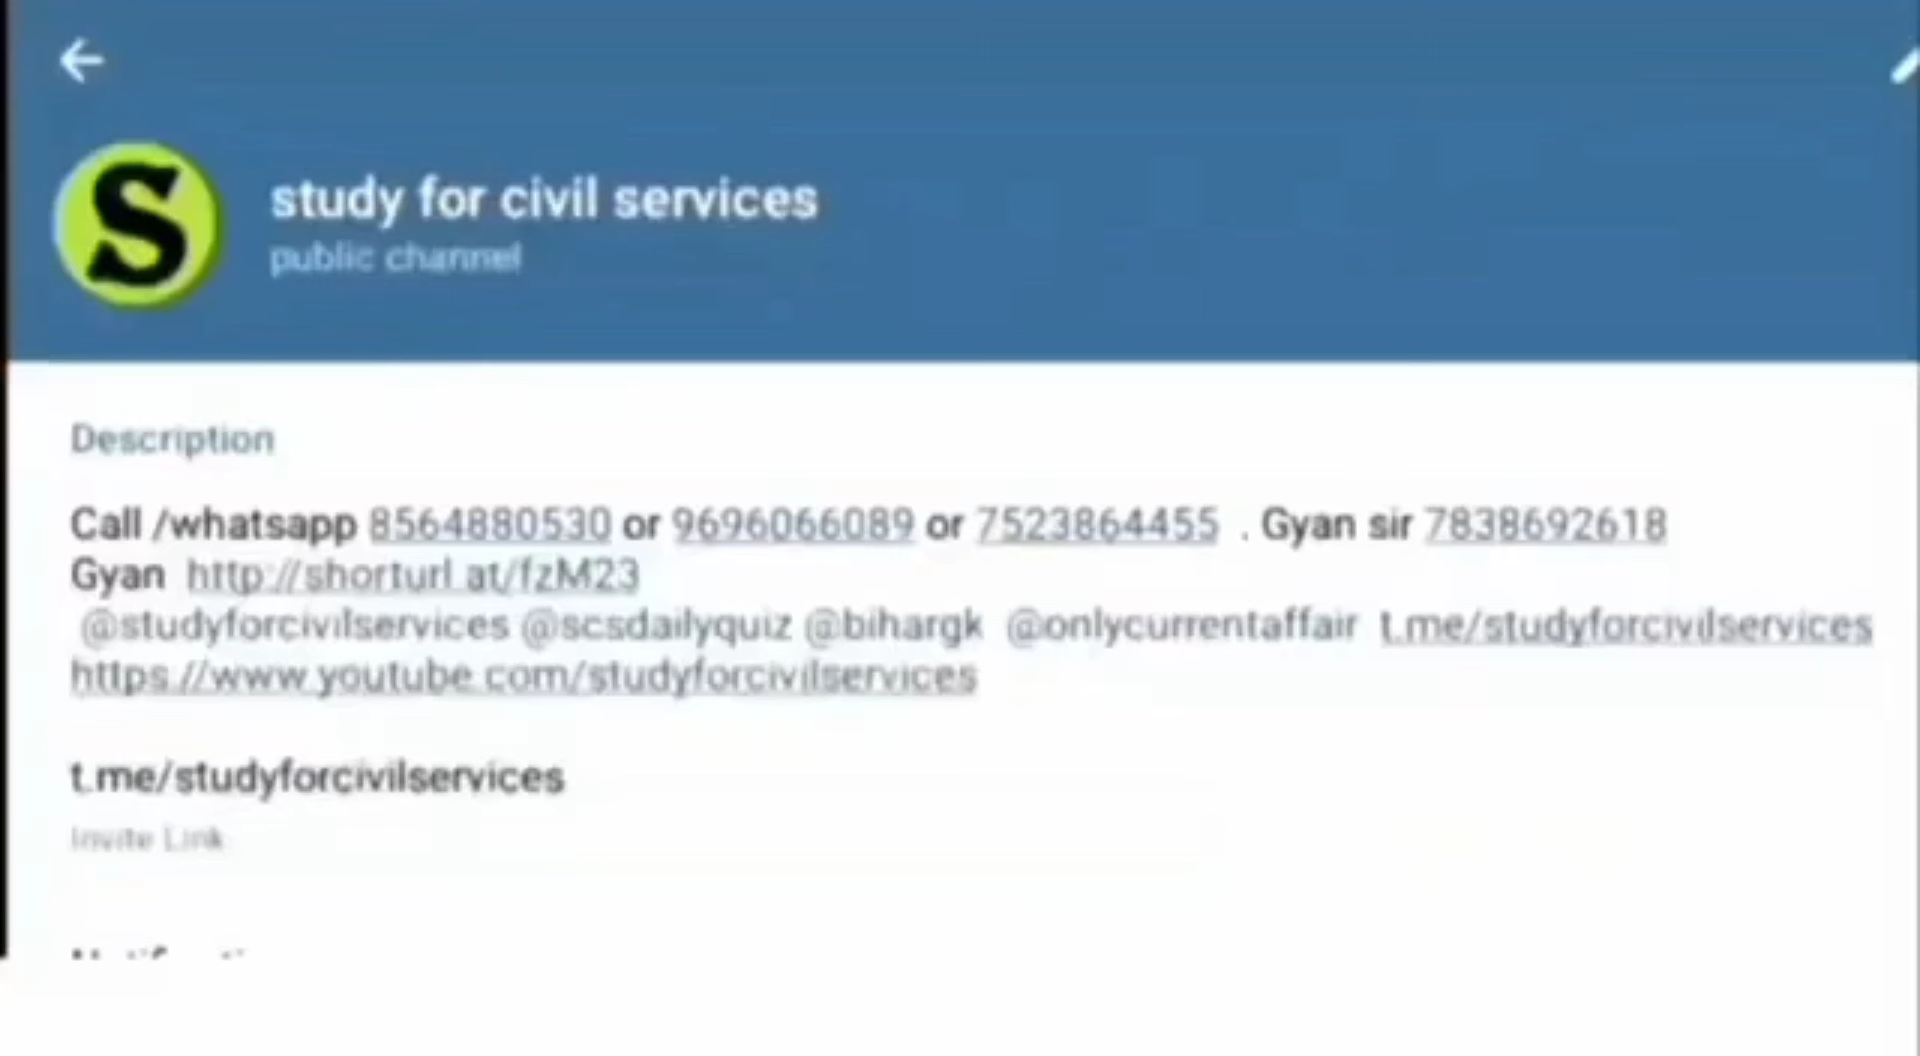 S
study for civil services
public channel
Description
Call /whatsapp 8564880530 or 9696066089 or 7523864455 . Gyan sir 7838692618
Gyan http://shorturl.at/fzM23
@studyforcivilservices @scsdailyquiz @bihargk @onlycurrentaffair t.me/studyforcivilservices
https://www.youtube.com/studyforcivilservices
t.me/studyforcivilservices
Invite Link